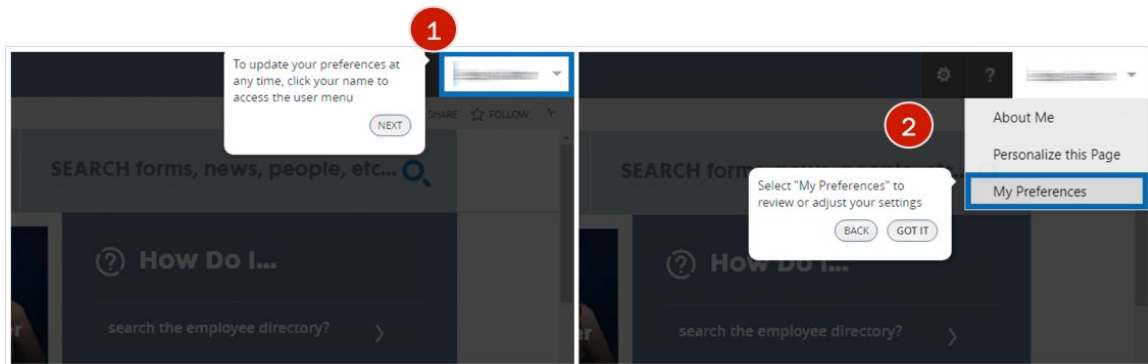 1
To update your preferences at
any time, click your name to
access the user menu
NEXT
SHARE FOLLOW
SEARCH forms, news, people, etc...
How Do I...
search the employee directory?
r
2
?
About Me
Personalize this Page
My Preferences
SEARCH
Select "My Preferences" to
review or adjust your settings
BACK GOT IT
How Do I...
search the employee directory?
er